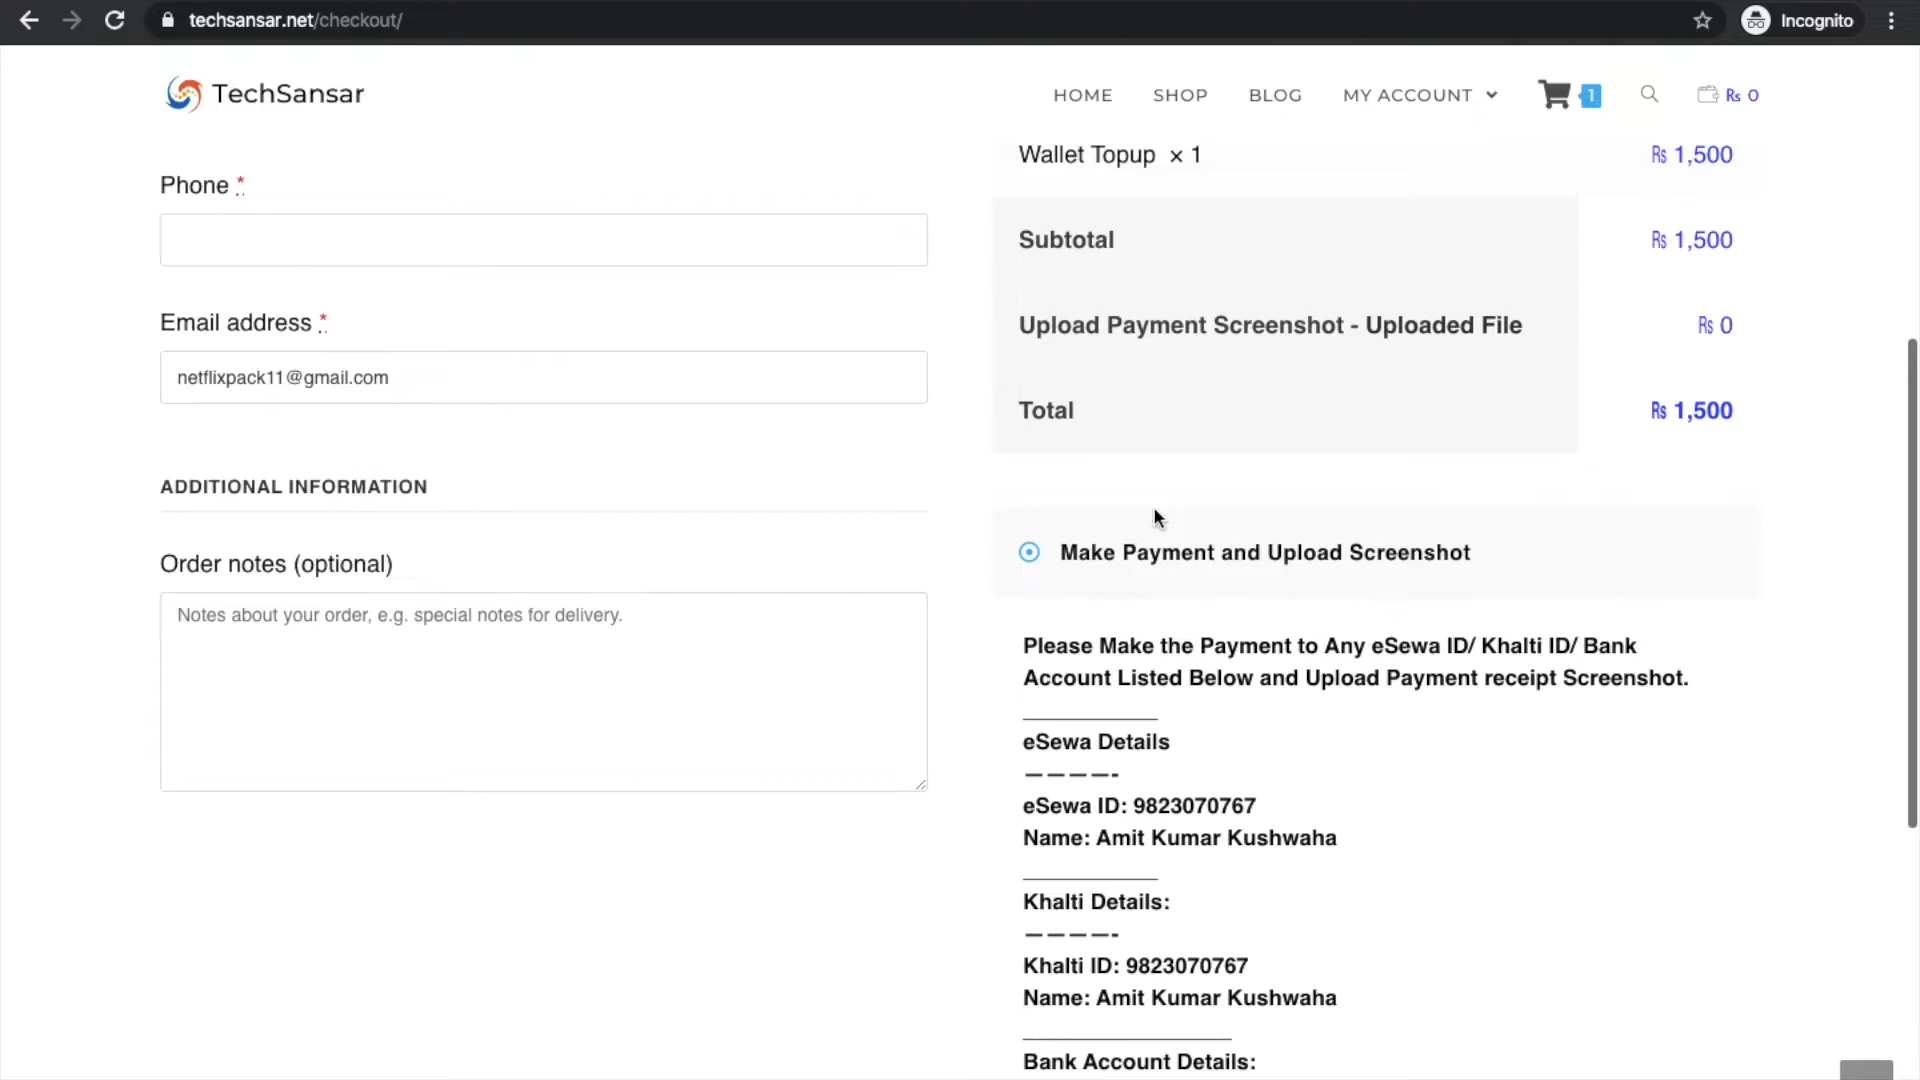 techsansar.net/checkout/
Incognito
TechSansar
HOME SHOP BLOG MY ACCOUNT 1 Rs 0
Phone *
Email address *
netflixpack11@gmail.com
ADDITIONAL INFORMATION
Order notes (optional)
Notes about your order, e.g. special notes for delivery.
Wallet Topup × 1 Rs 1,500
Subtotal Rs 1,500
Upload Payment Screenshot - Uploaded File Rs 0
Total Rs 1,500
Make Payment and Upload Screenshot
Please Make the Payment to Any eSewa ID/ Khalti ID/ Bank
Account Listed Below and Upload Payment receipt Screenshot.
___________
eSewa Details
————-
eSewa ID: 9823070767
Name: Amit Kumar Kushwaha
___________
Khalti Details:
————-
Khalti ID: 9823070767
Name: Amit Kumar Kushwaha
_________________
Bank Account Details: